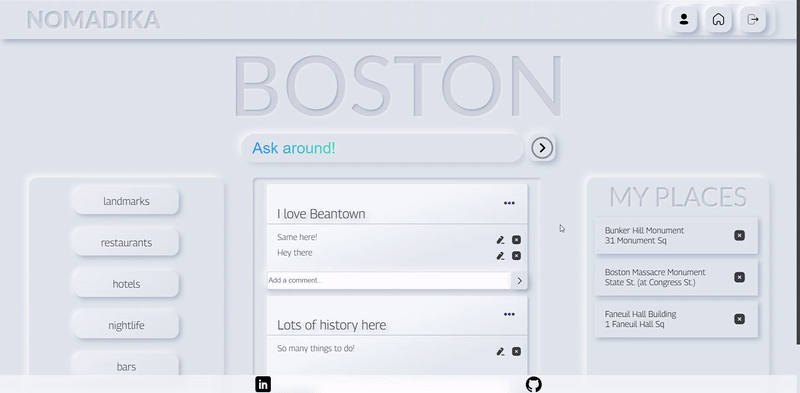 NOMADIKA
BOSTON
Ask around!
landmarks
restaurants
hotels
nightlife
bars
I love Beantown
Same here!
Hey there
Add a comment...
Lots of history here
So many things to do!
MY PLACES
Bunker Hill Monument
31 Monument Sq
Boston Massacre Monument
State St. (at Congress St.)
Faneuil Hall Building
1 Faneuil Hall Sq
in